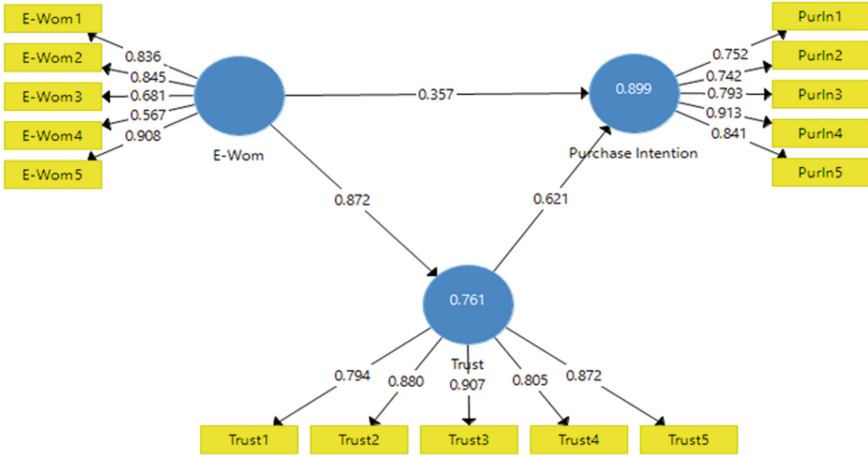 E-Wom1
E-Wom2
E-Wom3
E-Wom4
E-Wom5
0.836
0.845
0.681
0.567
0.908
E-Wom
0.357
0.899
Purchase Intention
0.752
0.742
0.793
0.913
0.841
PurIn1
PurIn2
PurIn3
PurIn4
PurIn5
0.872
0.621
0.761
Trust
0.794
0.880
0.907
0.805
0.872
Trust1
Trust2
Trust3
Trust4
Trust5